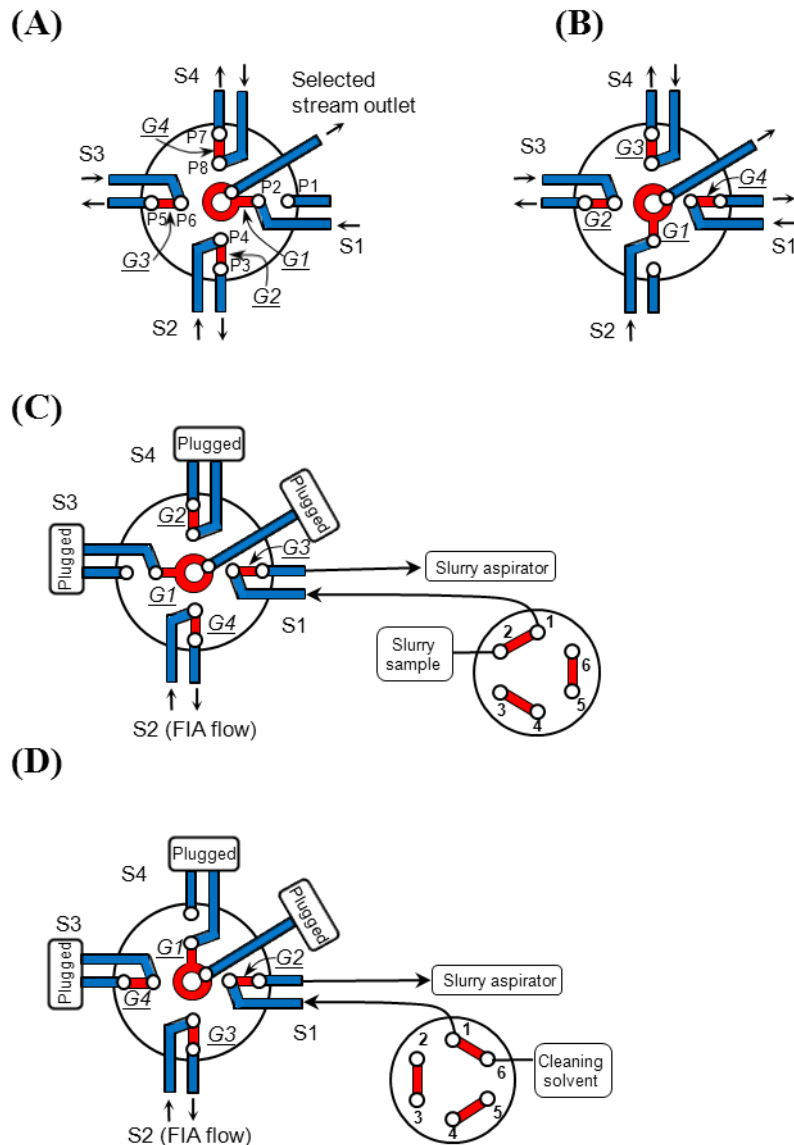 (A)
S4
Selected
stream outlet
G4
P7
P8
S3
P2
P1
P5
P6
P4
G3
P3
G1
S1
G2
S2
(B)
S4
G3
S3
G4
G2
G1
S1
S2
(C)
Plugged
S4
Plugged
S3
G2
G3
Plugged
Slurry aspirator
G1
S1
G4
1
2
Slurry
sample
6
3
5
4
S2 (FIA flow)
(D)
Plugged
S4
Plugged
S3
G1
G2
Plugged
Slurry aspirator
G4
S1
G3
1
2
6
Cleaning
solvent
3
5
4
S2 (FIA flow)